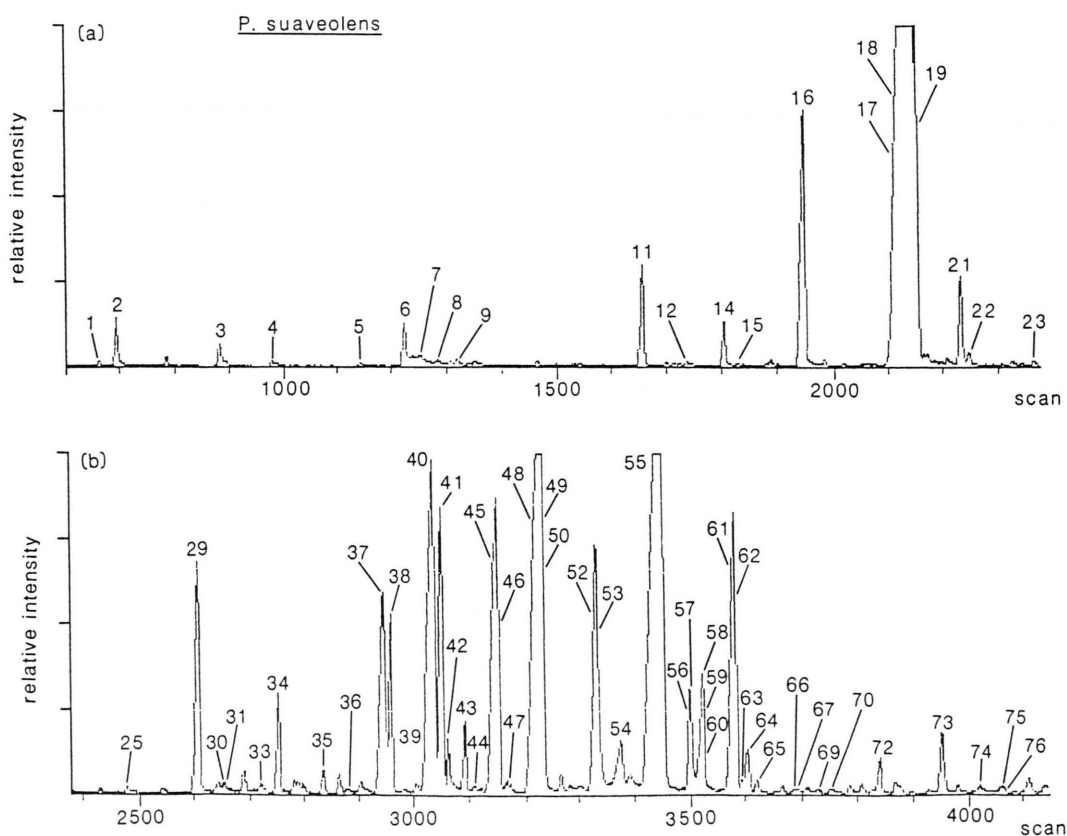 P. suaveolens
(a)
relative intensity
1 2 3 4 5 6 7 8 9 11 12 14 15 16 17 18 19 21 22 23
1000 1500 2000
scan
(b)
relative intensity
25 29 30 31 33 34 35 36 37 38 39 40 41 42 43 44 45 46 47 48 49 50 52 53 54 55 56 57 58 59 60 61 62 63 64 65 66 67 69 70 72 73 74 75 76
2500 3000 3500 4000
scan